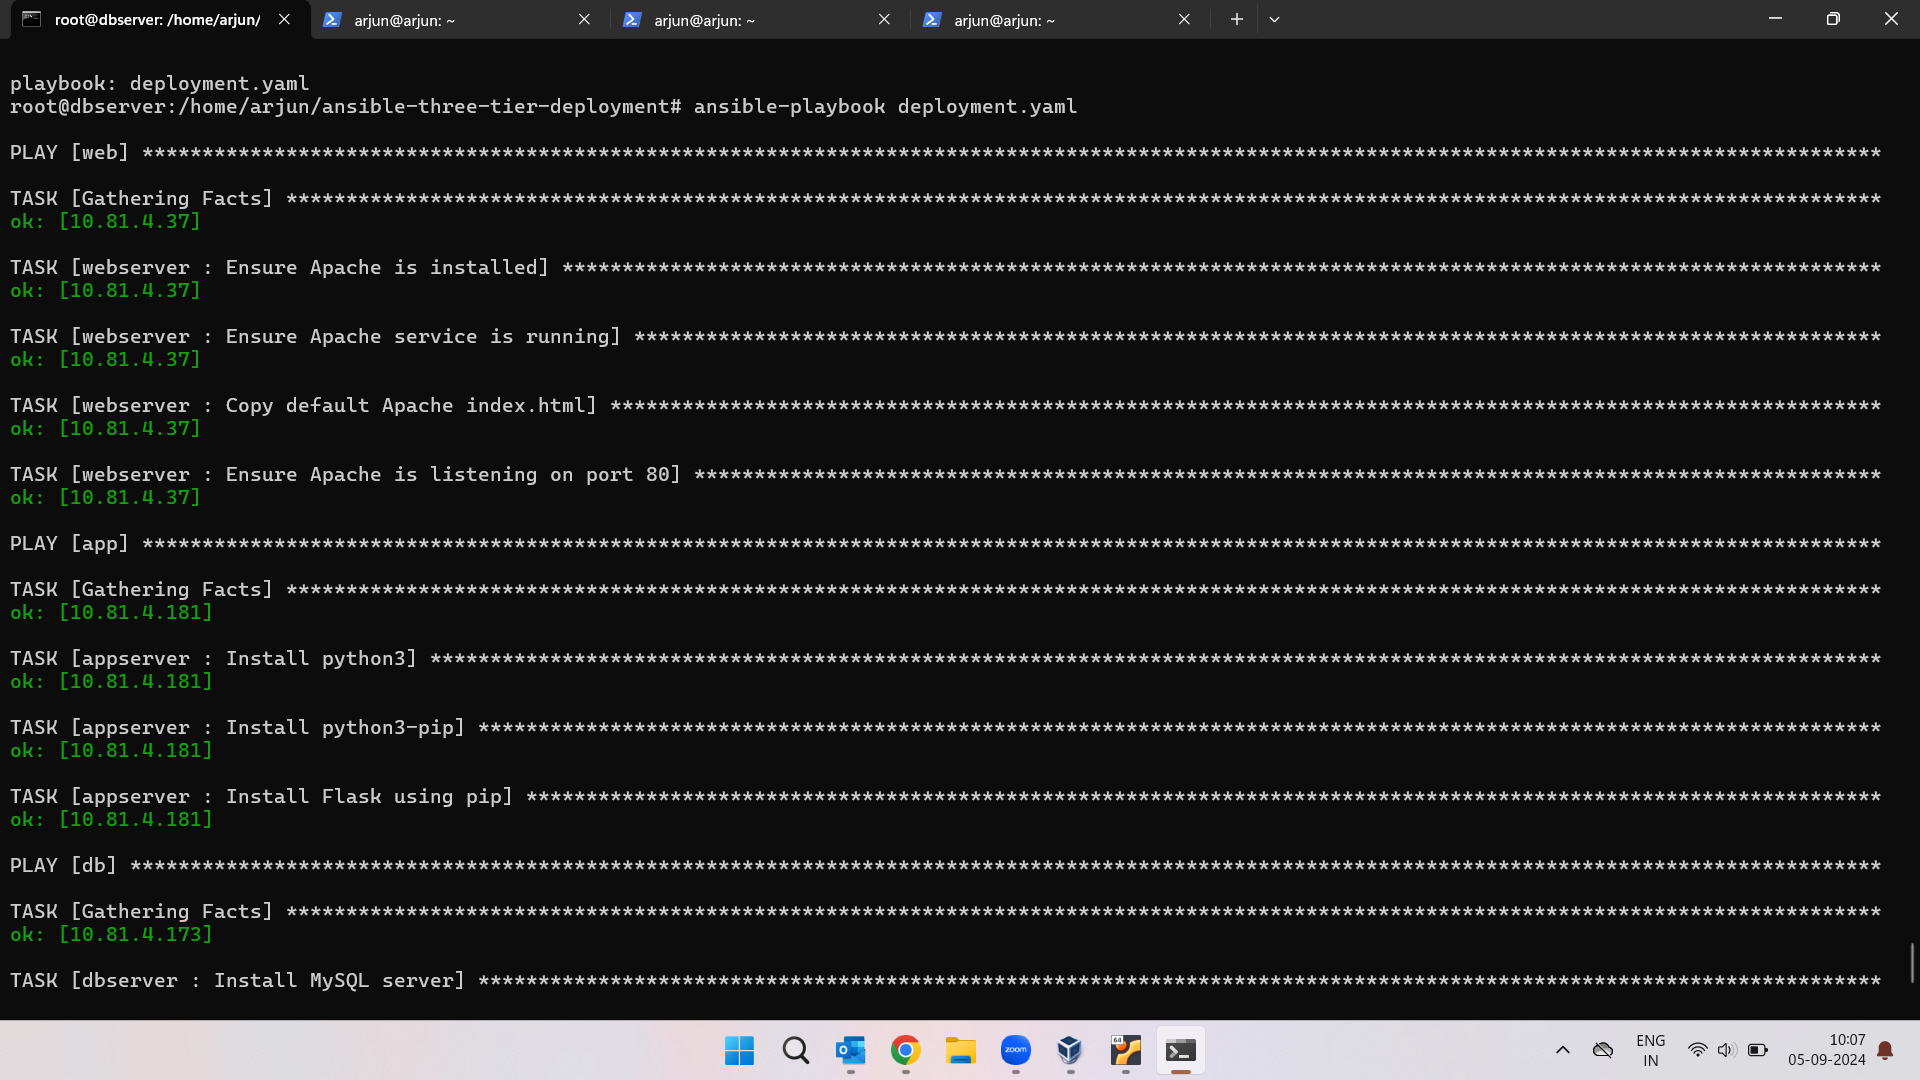 root@dbserver: /home/arjun/
arjun@arjun: ~
arjun@arjun: ~
arjun@arjun: ~
playbook: deployment.yaml
root@dbserver:/home/arjun/ansible-three-tier-deployment# ansible-playbook deployment.yaml
PLAY [web] *************************************************************************************************************************************************
TASK [Gathering Facts] *************************************************************************************************************************************
ok: [10.81.4.37]
TASK [webserver : Ensure Apache is installed] **************************************************************************************************************
ok: [10.81.4.37]
TASK [webserver : Ensure Apache service is running] ********************************************************************************************************
ok: [10.81.4.37]
TASK [webserver : Copy default Apache index.html] **********************************************************************************************************
ok: [10.81.4.37]
TASK [webserver : Ensure Apache is listening on port 80] ***************************************************************************************************
ok: [10.81.4.37]
PLAY [app] *************************************************************************************************************************************************
TASK [Gathering Facts] *************************************************************************************************************************************
ok: [10.81.4.181]
TASK [appserver : Install python3] *************************************************************************************************************************
ok: [10.81.4.181]
TASK [appserver : Install python3-pip] *********************************************************************************************************************
ok: [10.81.4.181]
TASK [appserver : Install Flask using pip] *****************************************************************************************************************
ok: [10.81.4.181]
PLAY [db] **************************************************************************************************************************************************
TASK [Gathering Facts] *************************************************************************************************************************************
ok: [10.81.4.173]
TASK [dbserver : Install MySQL server] *********************************************************************************************************************
zoom
64
ENG
IN
10:07
05-09-2024